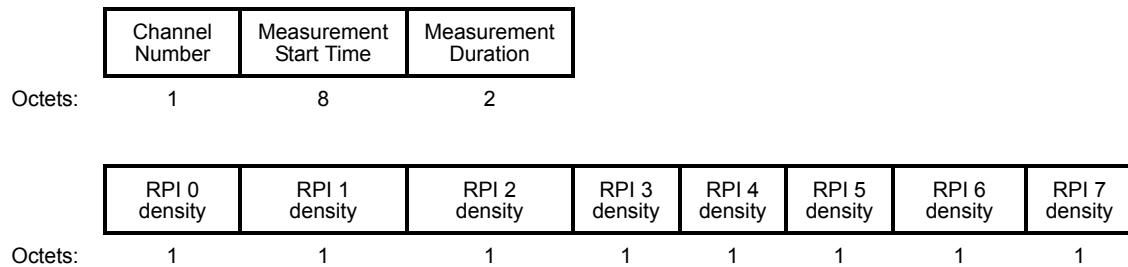 Channel Number Measurement Start Time Measurement Duration
Octets: 1 8 2
RPI 0 density RPI 1 density RPI 2 density RPI 3 density RPI 4 density RPI 5 density RPI 6 density RPI 7 density
Octets: 1 1 1 1 1 1 1 1